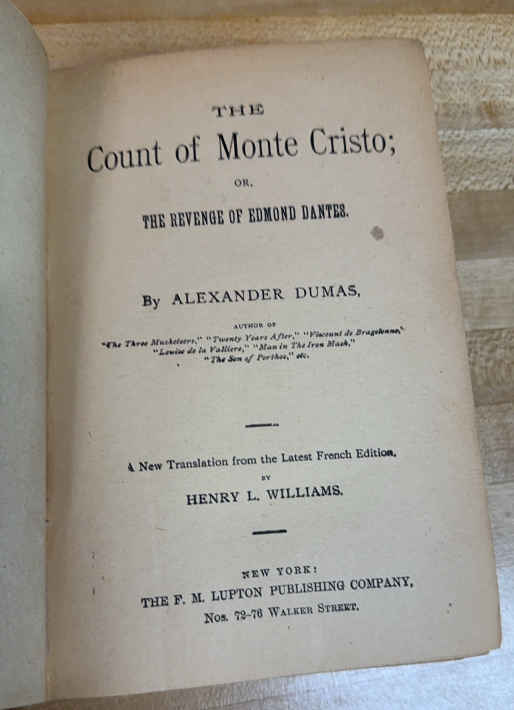 THE
Count of Monte Cristo;
OR,
THE REVENGE OF EDMOND DANTES.
By ALEXANDER DUMAS,
AUTHOR OF
"The Three Musketeers," "Twenty Years After," "Viscount de Bragelonne,"
"Louise de la Valliere," "Man in The Iron Mask,"
"The Son of Porthos," etc.
A New Translation from the Latest French Edition,
BY
HENRY L. WILLIAMS.
NEW YORK:
THE F. M. LUPTON PUBLISHING COMPANY,
Nos. 72-76 Walker Street.